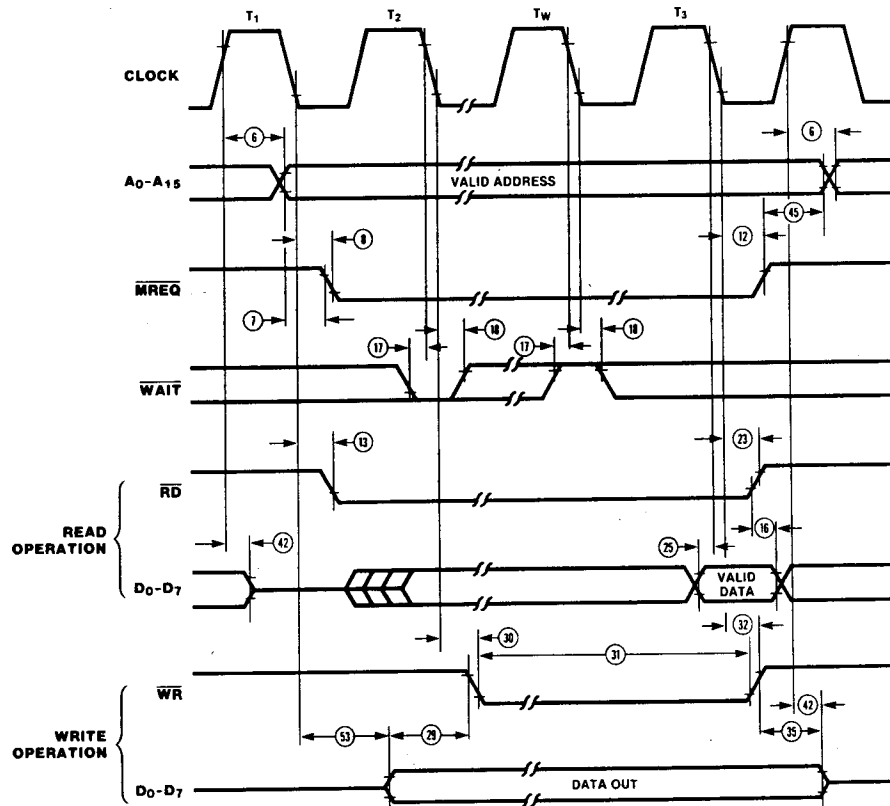 T1 T2 TW T3
CLOCK
6 6
A0-A15 VALID ADDRESS
45
8 12
MREQ
7
18 18
17 17
WAIT
13 23
RD
READ
OPERATION
16
42 25
D0-D7 VALID
DATA
32
30
31
WR
42
WRITE
OPERATION
53 29 35
D0-D7 DATA OUT